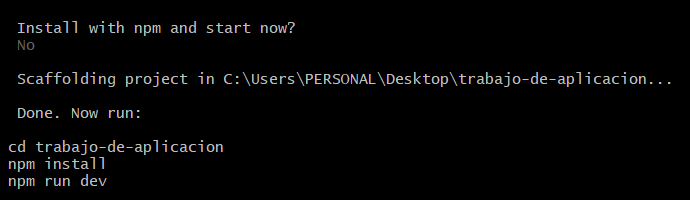 Install with npm and start now?
No
Scaffolding project in C:\Users\PERSONAL\Desktop\trabajo-de-aplicacion...
Done. Now run:
cd trabajo-de-aplicacion
npm install
npm run dev